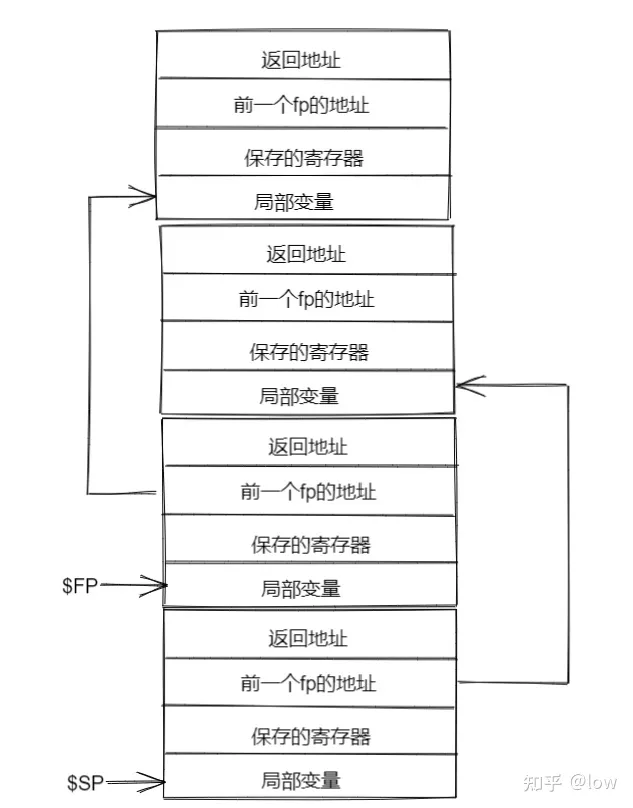 返回地址
前一个fp的地址
保存的寄存器
局部变量
返回地址
前一个fp的地址
保存的寄存器
局部变量
返回地址
前一个fp的地址
保存的寄存器
$FP
局部变量
返回地址
前一个fp的地址
保存的寄存器
$SP
局部变量
知乎 @low